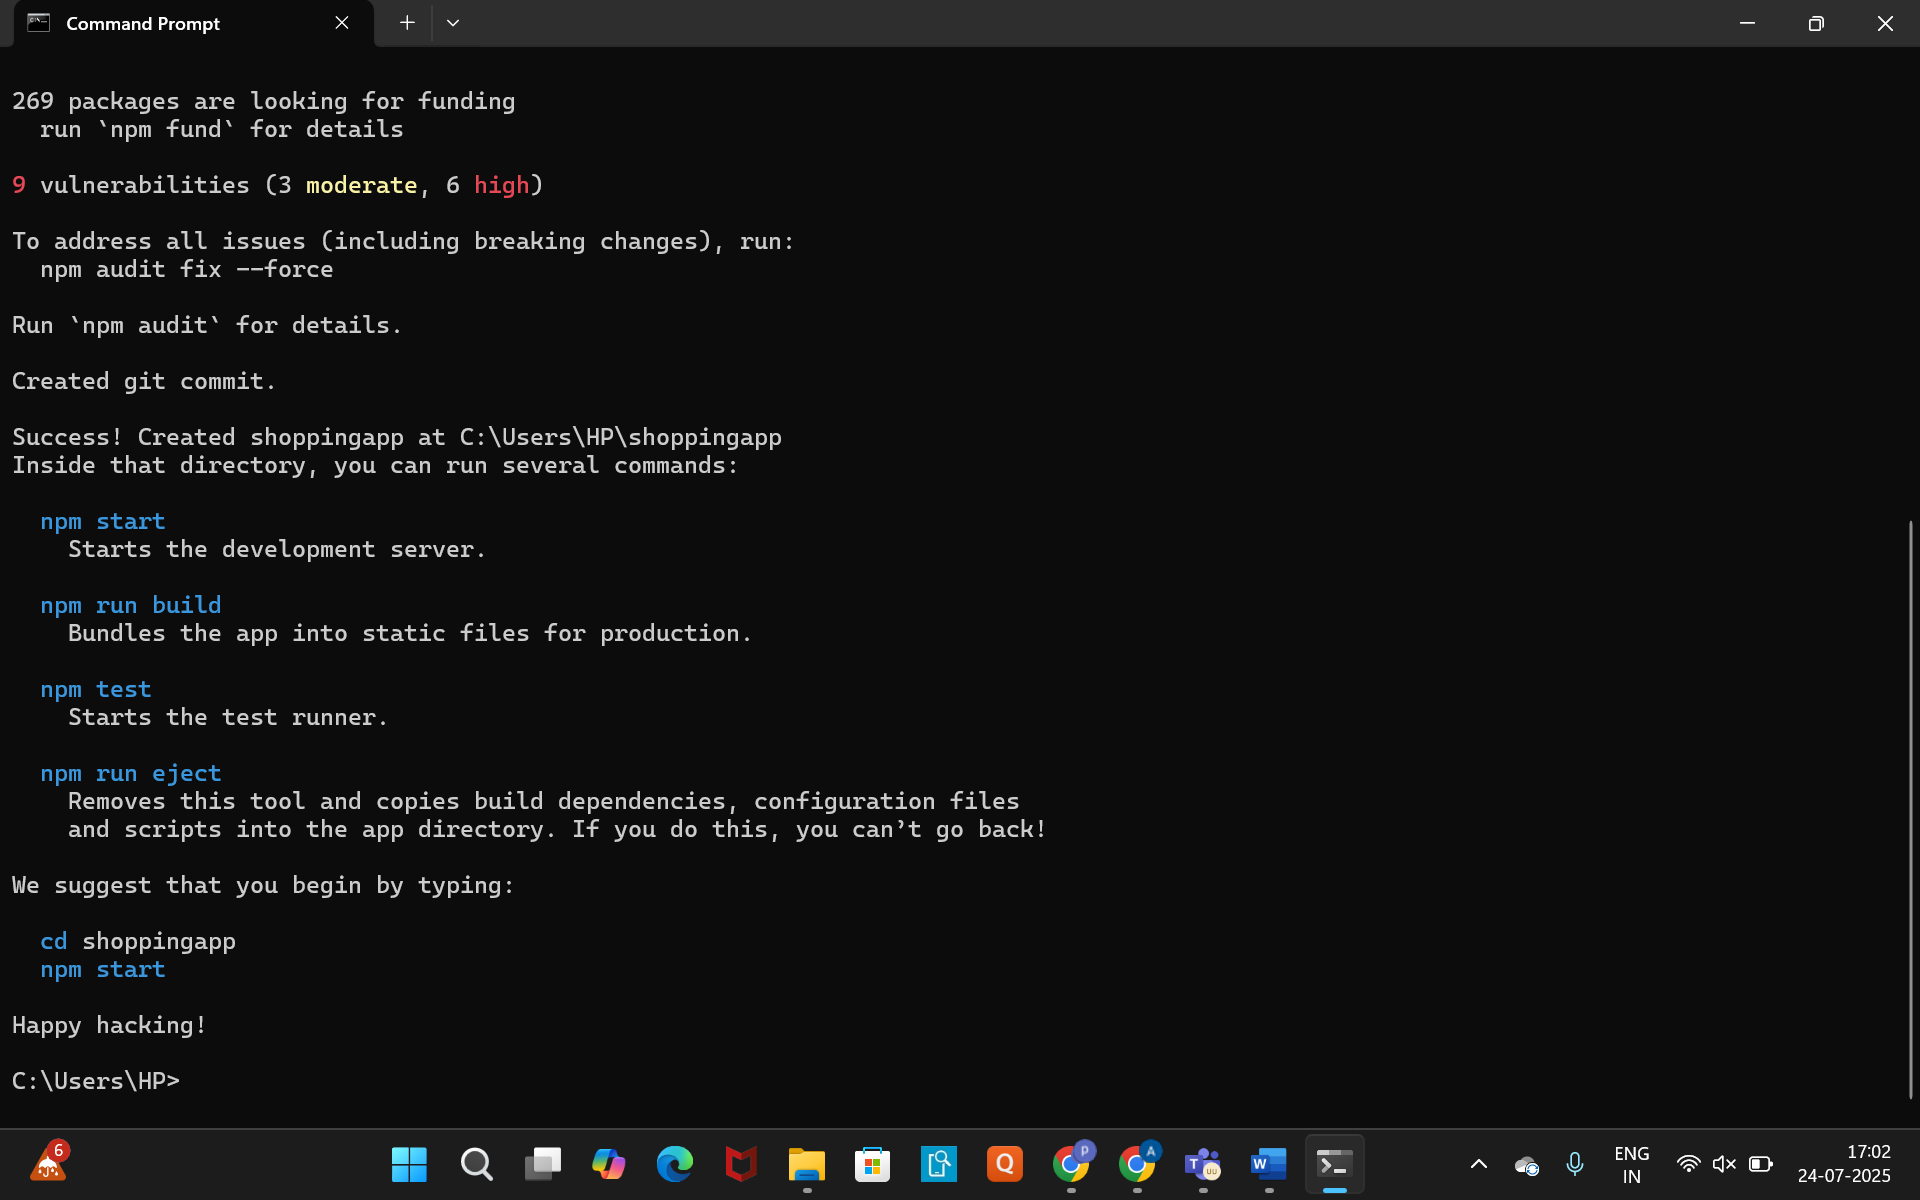 Command Prompt
269 packages are looking for funding
run `npm fund` for details
9 vulnerabilities (3 moderate, 6 high)
To address all issues (including breaking changes), run:
npm audit fix --force
Run `npm audit` for details.
Created git commit.
Success! Created shoppingapp at C:\Users\HP\shoppingapp
Inside that directory, you can run several commands:
npm start
Starts the development server.
npm run build
Bundles the app into static files for production.
npm test
Starts the test runner.
npm run eject
Removes this tool and copies build dependencies, configuration files
and scripts into the app directory. If you do this, you can’t go back!
We suggest that you begin by typing:
cd shoppingapp
npm start
Happy hacking!
C:\Users\HP>
6
Q
P
A
T
UU
W
ENG
IN
17:02
24-07-2025